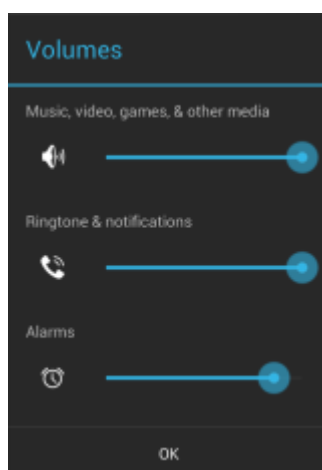 Volumes
Music, video, games, & other media
Ringtone & notifications
Alarms
OK